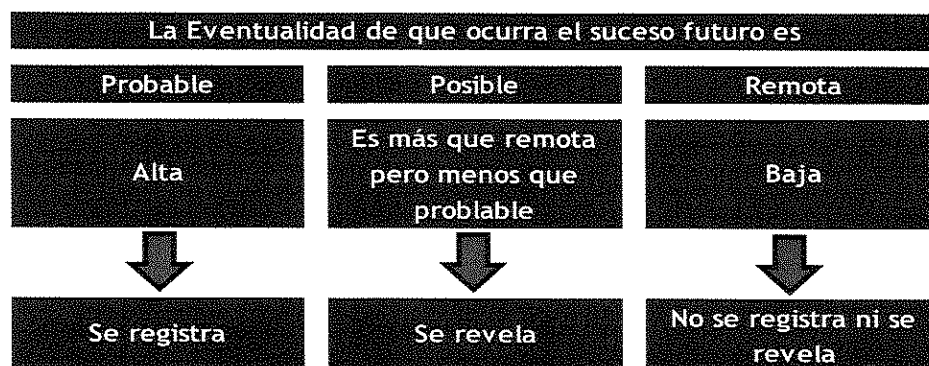 La Eventualidad de que ocurra el suceso futuro es
Probable
Posible
Remota
Alta
Es más que remota
pero menos que
problable
Baja
Se registra
Se revela
No se registra ni se
revela